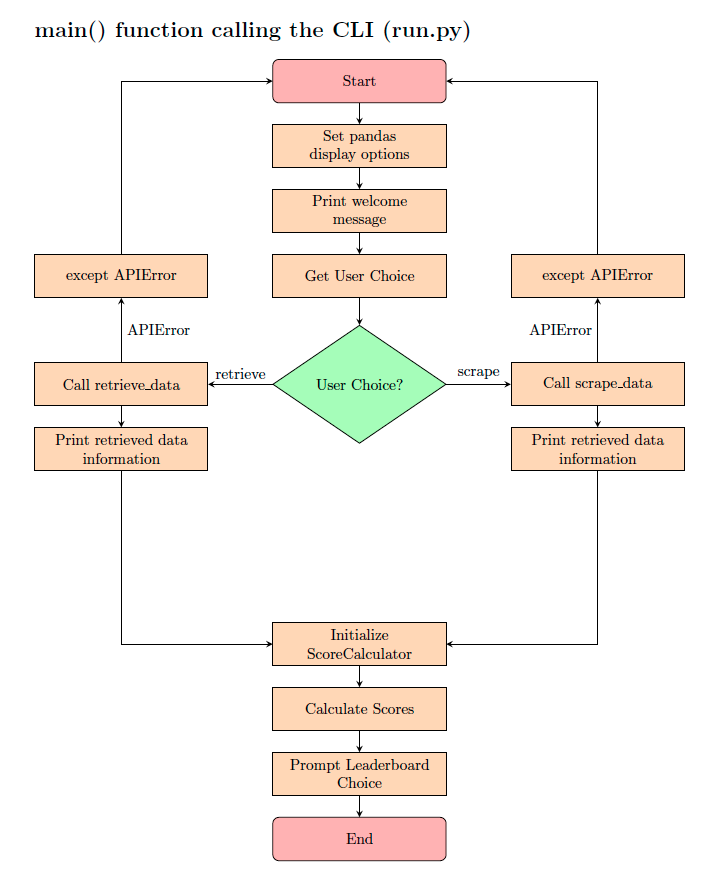 main() function calling the CLI (run.py)
Start
Set pandas
display options
Print welcome
message
except APIError
Get User Choice
except APIError
APIError
APIError
Call retrieve_data
retrieve
User Choice?
scrape
Call scrape_data
Print retrieved data
information
Print retrieved data
information
Initialize
ScoreCalculator
Calculate Scores
Prompt Leaderboard
Choice
End